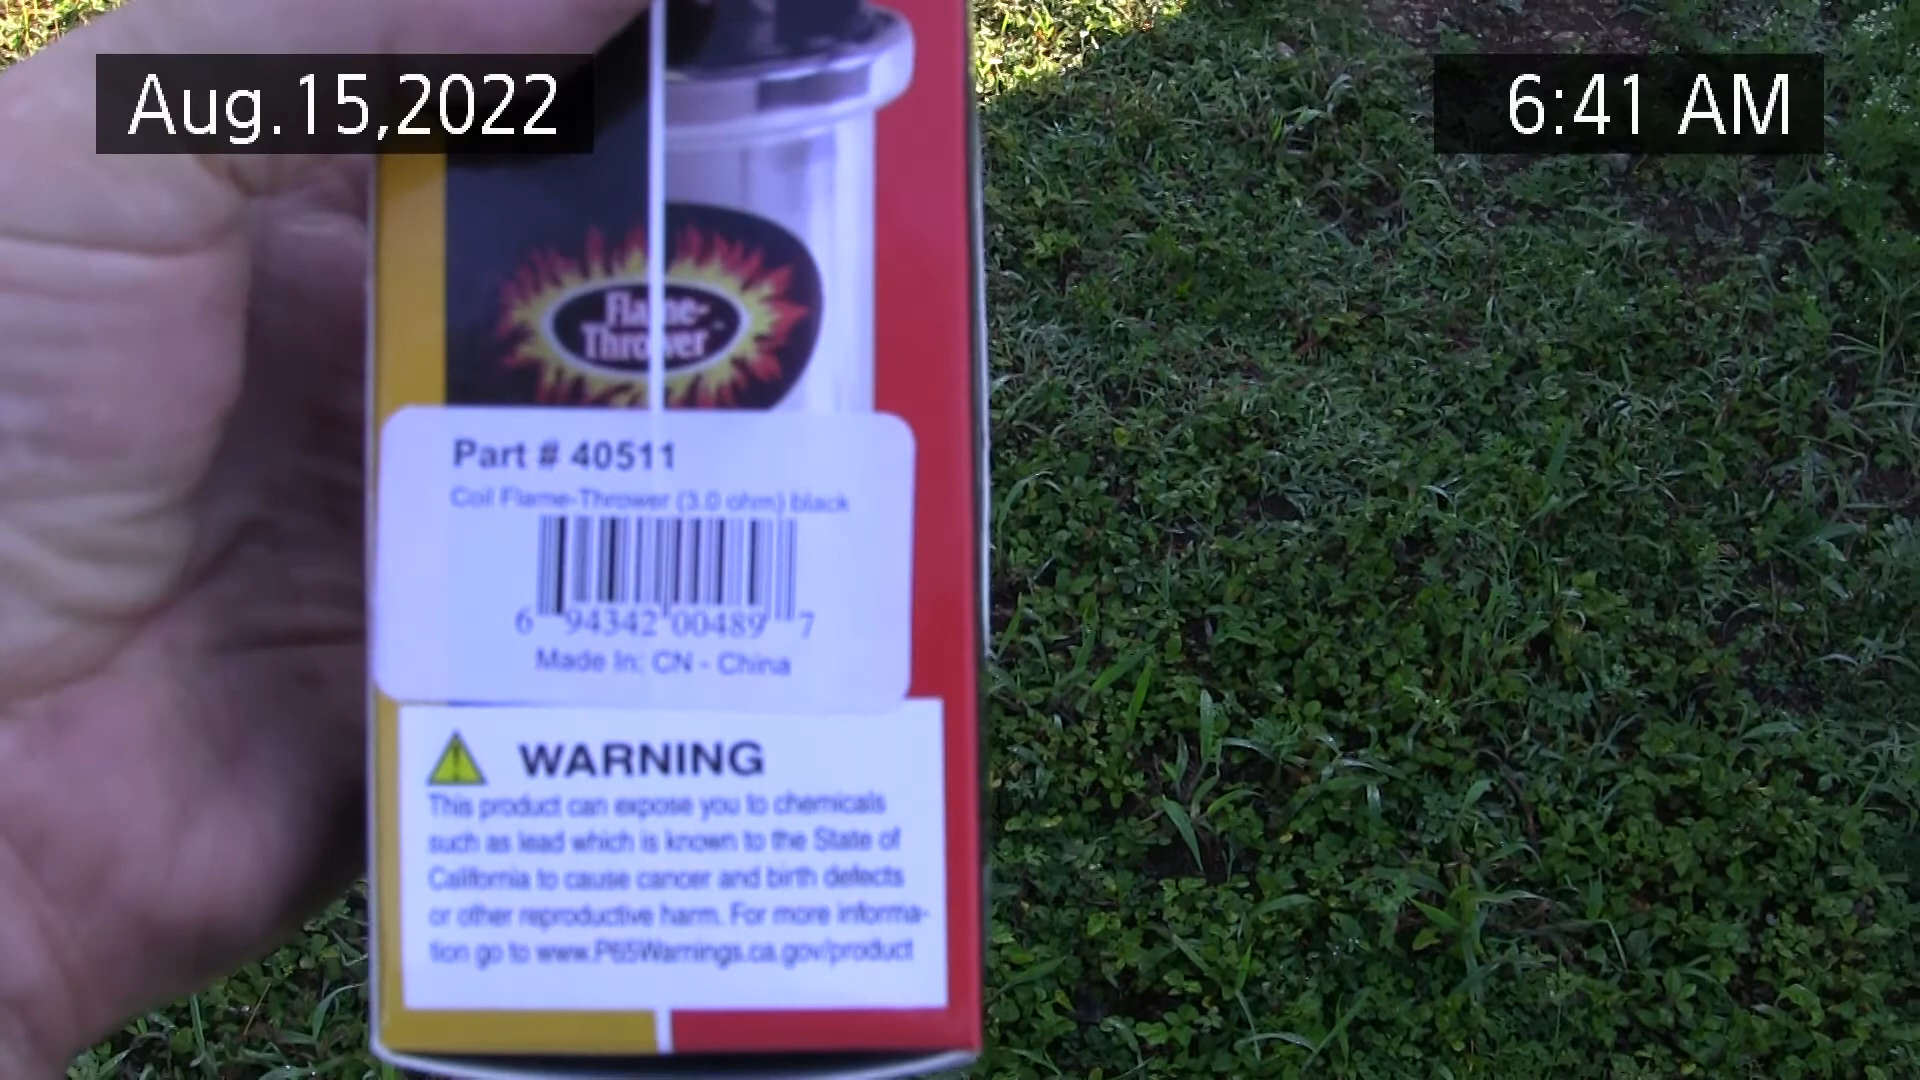 Aug.15,2022
6:41 AM
Flame-
Thrower™
Part # 40511
Coil Flame-Thrower (3.0 ohm) black
6 94342 00489 7
Made In: CN - China
WARNING
This product can expose you to chemicals
such as lead which is known to the State of
California to cause cancer and birth defects
or other reproductive harm. For more informa-
tion go to www.P65Warnings.ca.gov/product